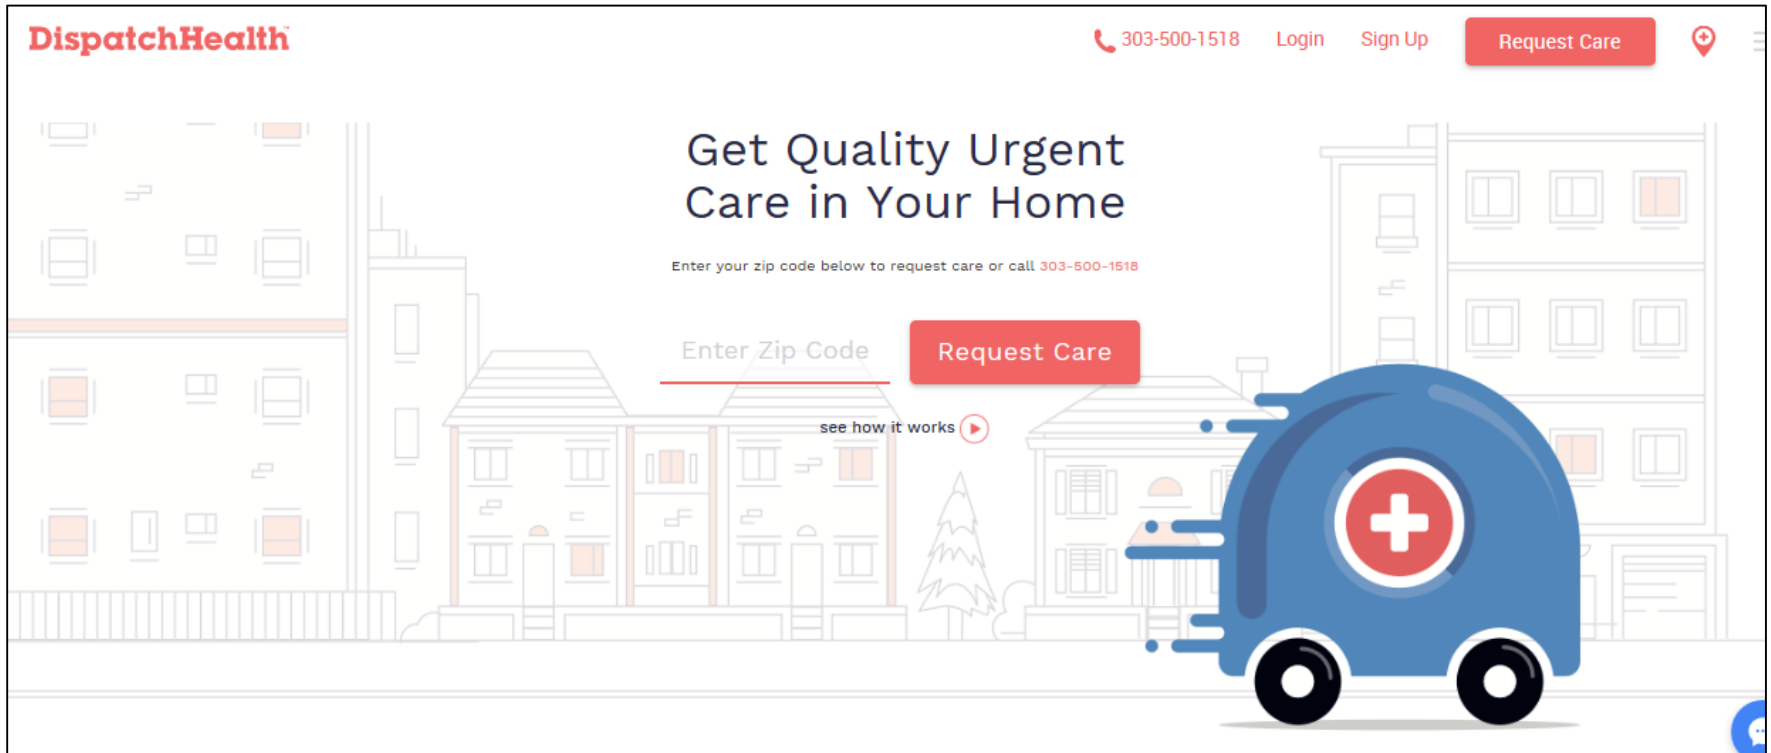 DispatchHealth™
303-500-1518 Login Sign Up Request Care
Get Quality Urgent
Care in Your Home
Enter your zip code below to request care or call 303-500-1518
Enter Zip Code
Request Care
see how it works